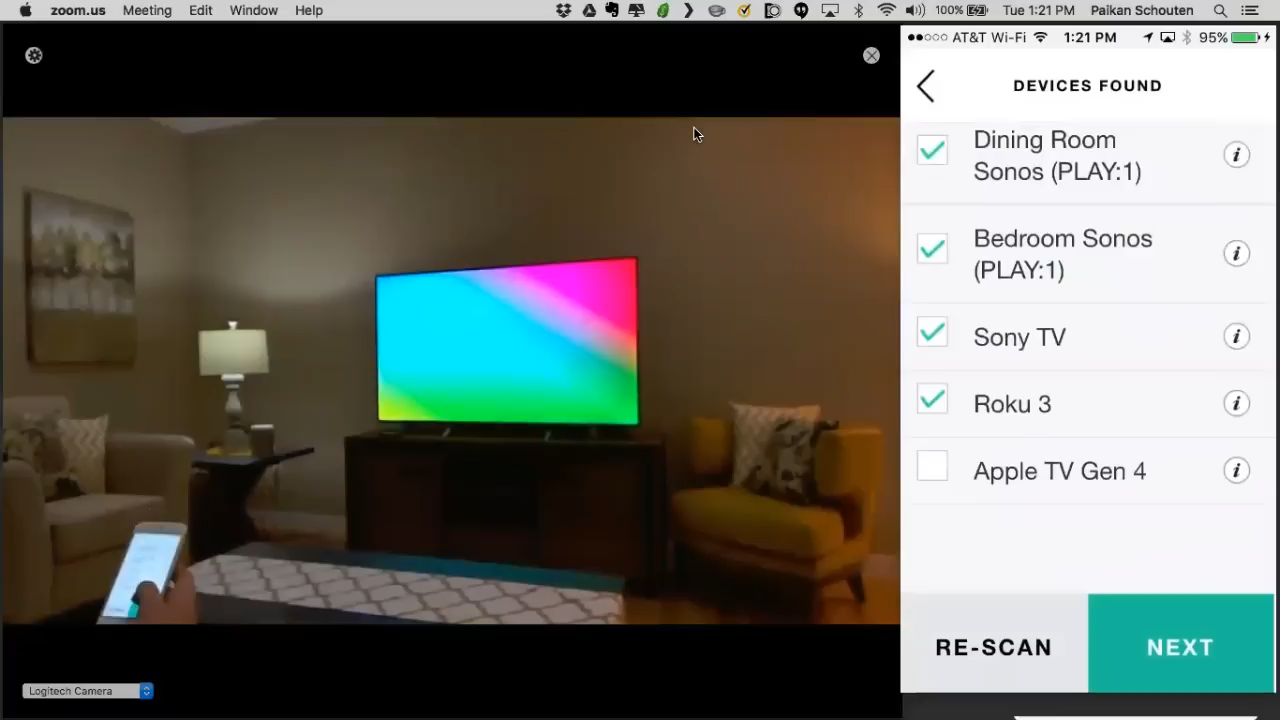 zoom.us Meeting Edit Window Help 100% Tue 1:21 PM Paikan Schouten
AT&T Wi-Fi 1:21 PM 95%
DEVICES FOUND
Dining Room
Sonos (PLAY:1)
Bedroom Sonos
(PLAY:1)
Sony TV
Roku 3
Apple TV Gen 4
RE-SCAN NEXT
Logitech Camera